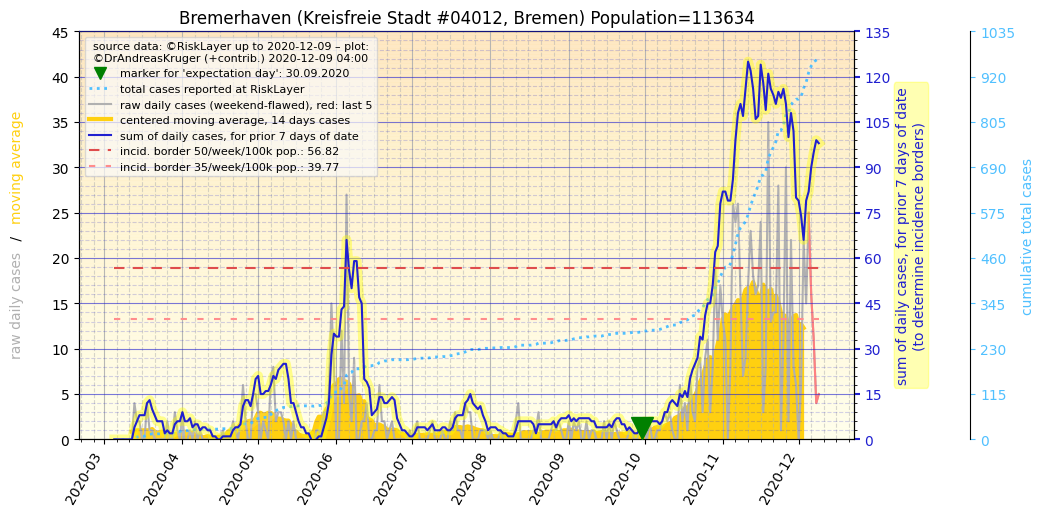 Bremerhaven (Kreisfreie Stadt #04012, Bremen) Population=113634
source data: ©RiskLayer up to 2020-12-09 – plot:
©DrAndreasKruger (+contrib.) 2020-12-09 04:00
marker for 'expectation day': 30.09.2020
total cases reported at RiskLayer
raw daily cases (weekend-flawed), red: last 5
centered moving average, 14 days cases
sum of daily cases, for prior 7 days of date
incid. border 50/week/100k pop.: 56.82
incid. border 35/week/100k pop.: 39.77
raw daily cases / moving average
45
40
35
30
25
20
15
10
5
0
2020-03
2020-04
2020-05
2020-06
2020-07
2020-08
2020-09
2020-10
2020-11
2020-12
135
120
105
90
75
60
45
30
15
0
sum of daily cases, for prior 7 days of date
(to determine incidence borders)
1035
920
805
690
575
460
345
230
115
0
cumulative total cases